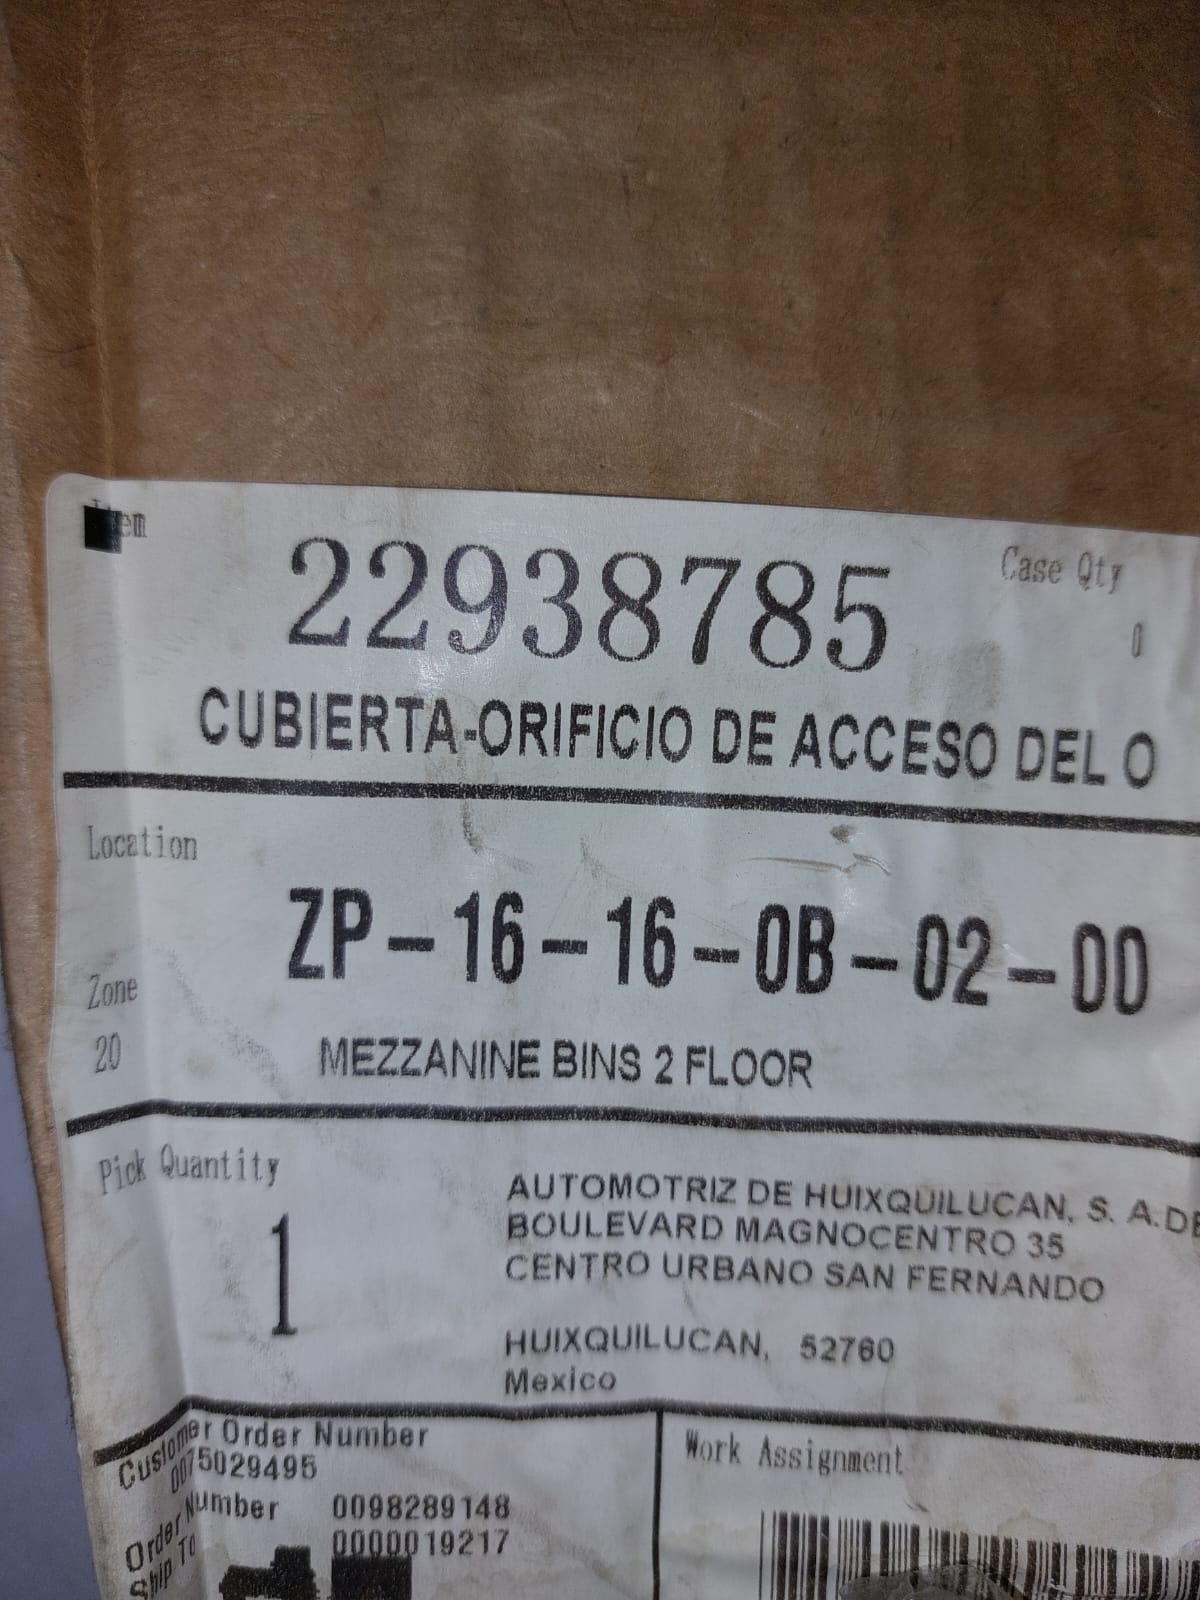 Item
Case Qty
22938785
0
CUBIERTA-ORIFICIO DE ACCESO DEL O
Location
ZP-16-16-0B-02-00
Zone
20
MEZZANINE BINS 2 FLOOR
Pick Quantity
1
AUTOMOTRIZ DE HUIXQUILUCAN, S. A. DE
BOULEVARD MAGNOCENTRO 35
CENTRO URBANO SAN FERNANDO
HUIXQUILUCAN, 52760
Mexico
Customer Order Number
0075029495
Order Number 0098289148
Ship To 0000019217
Work Assignment